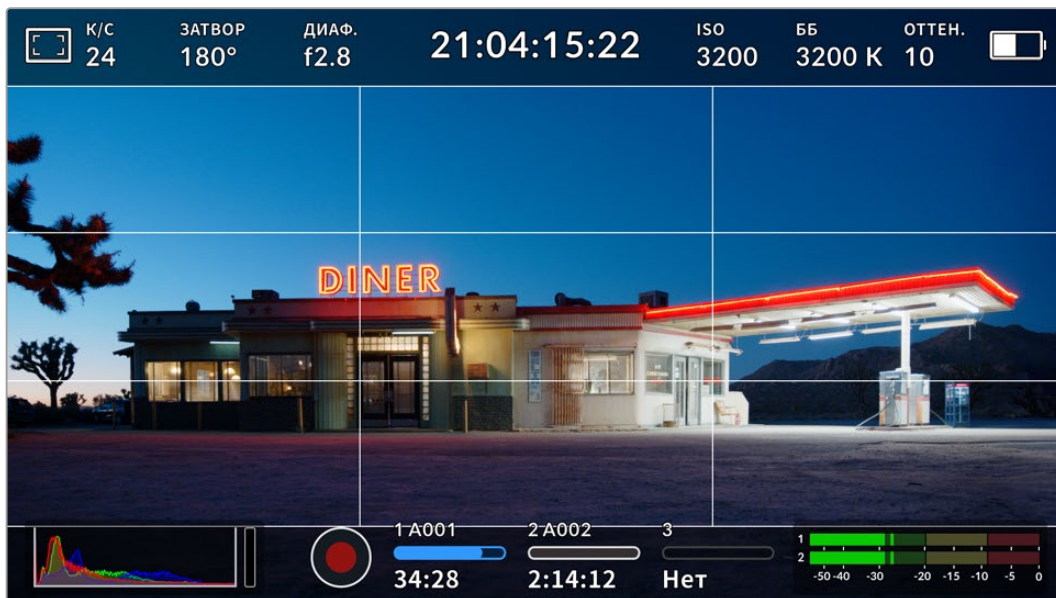 К/С ЗАТВОР ДИАФ. 21:04:15:22 ISO ББ ОТТЕН.
24 180° f2.8 3200 3200 K 10
DINER
1 A001 2 A002 3
34:28 2:14:12 Нет
1
2
-50 -40 -30 -20 -15 -10 -5 0